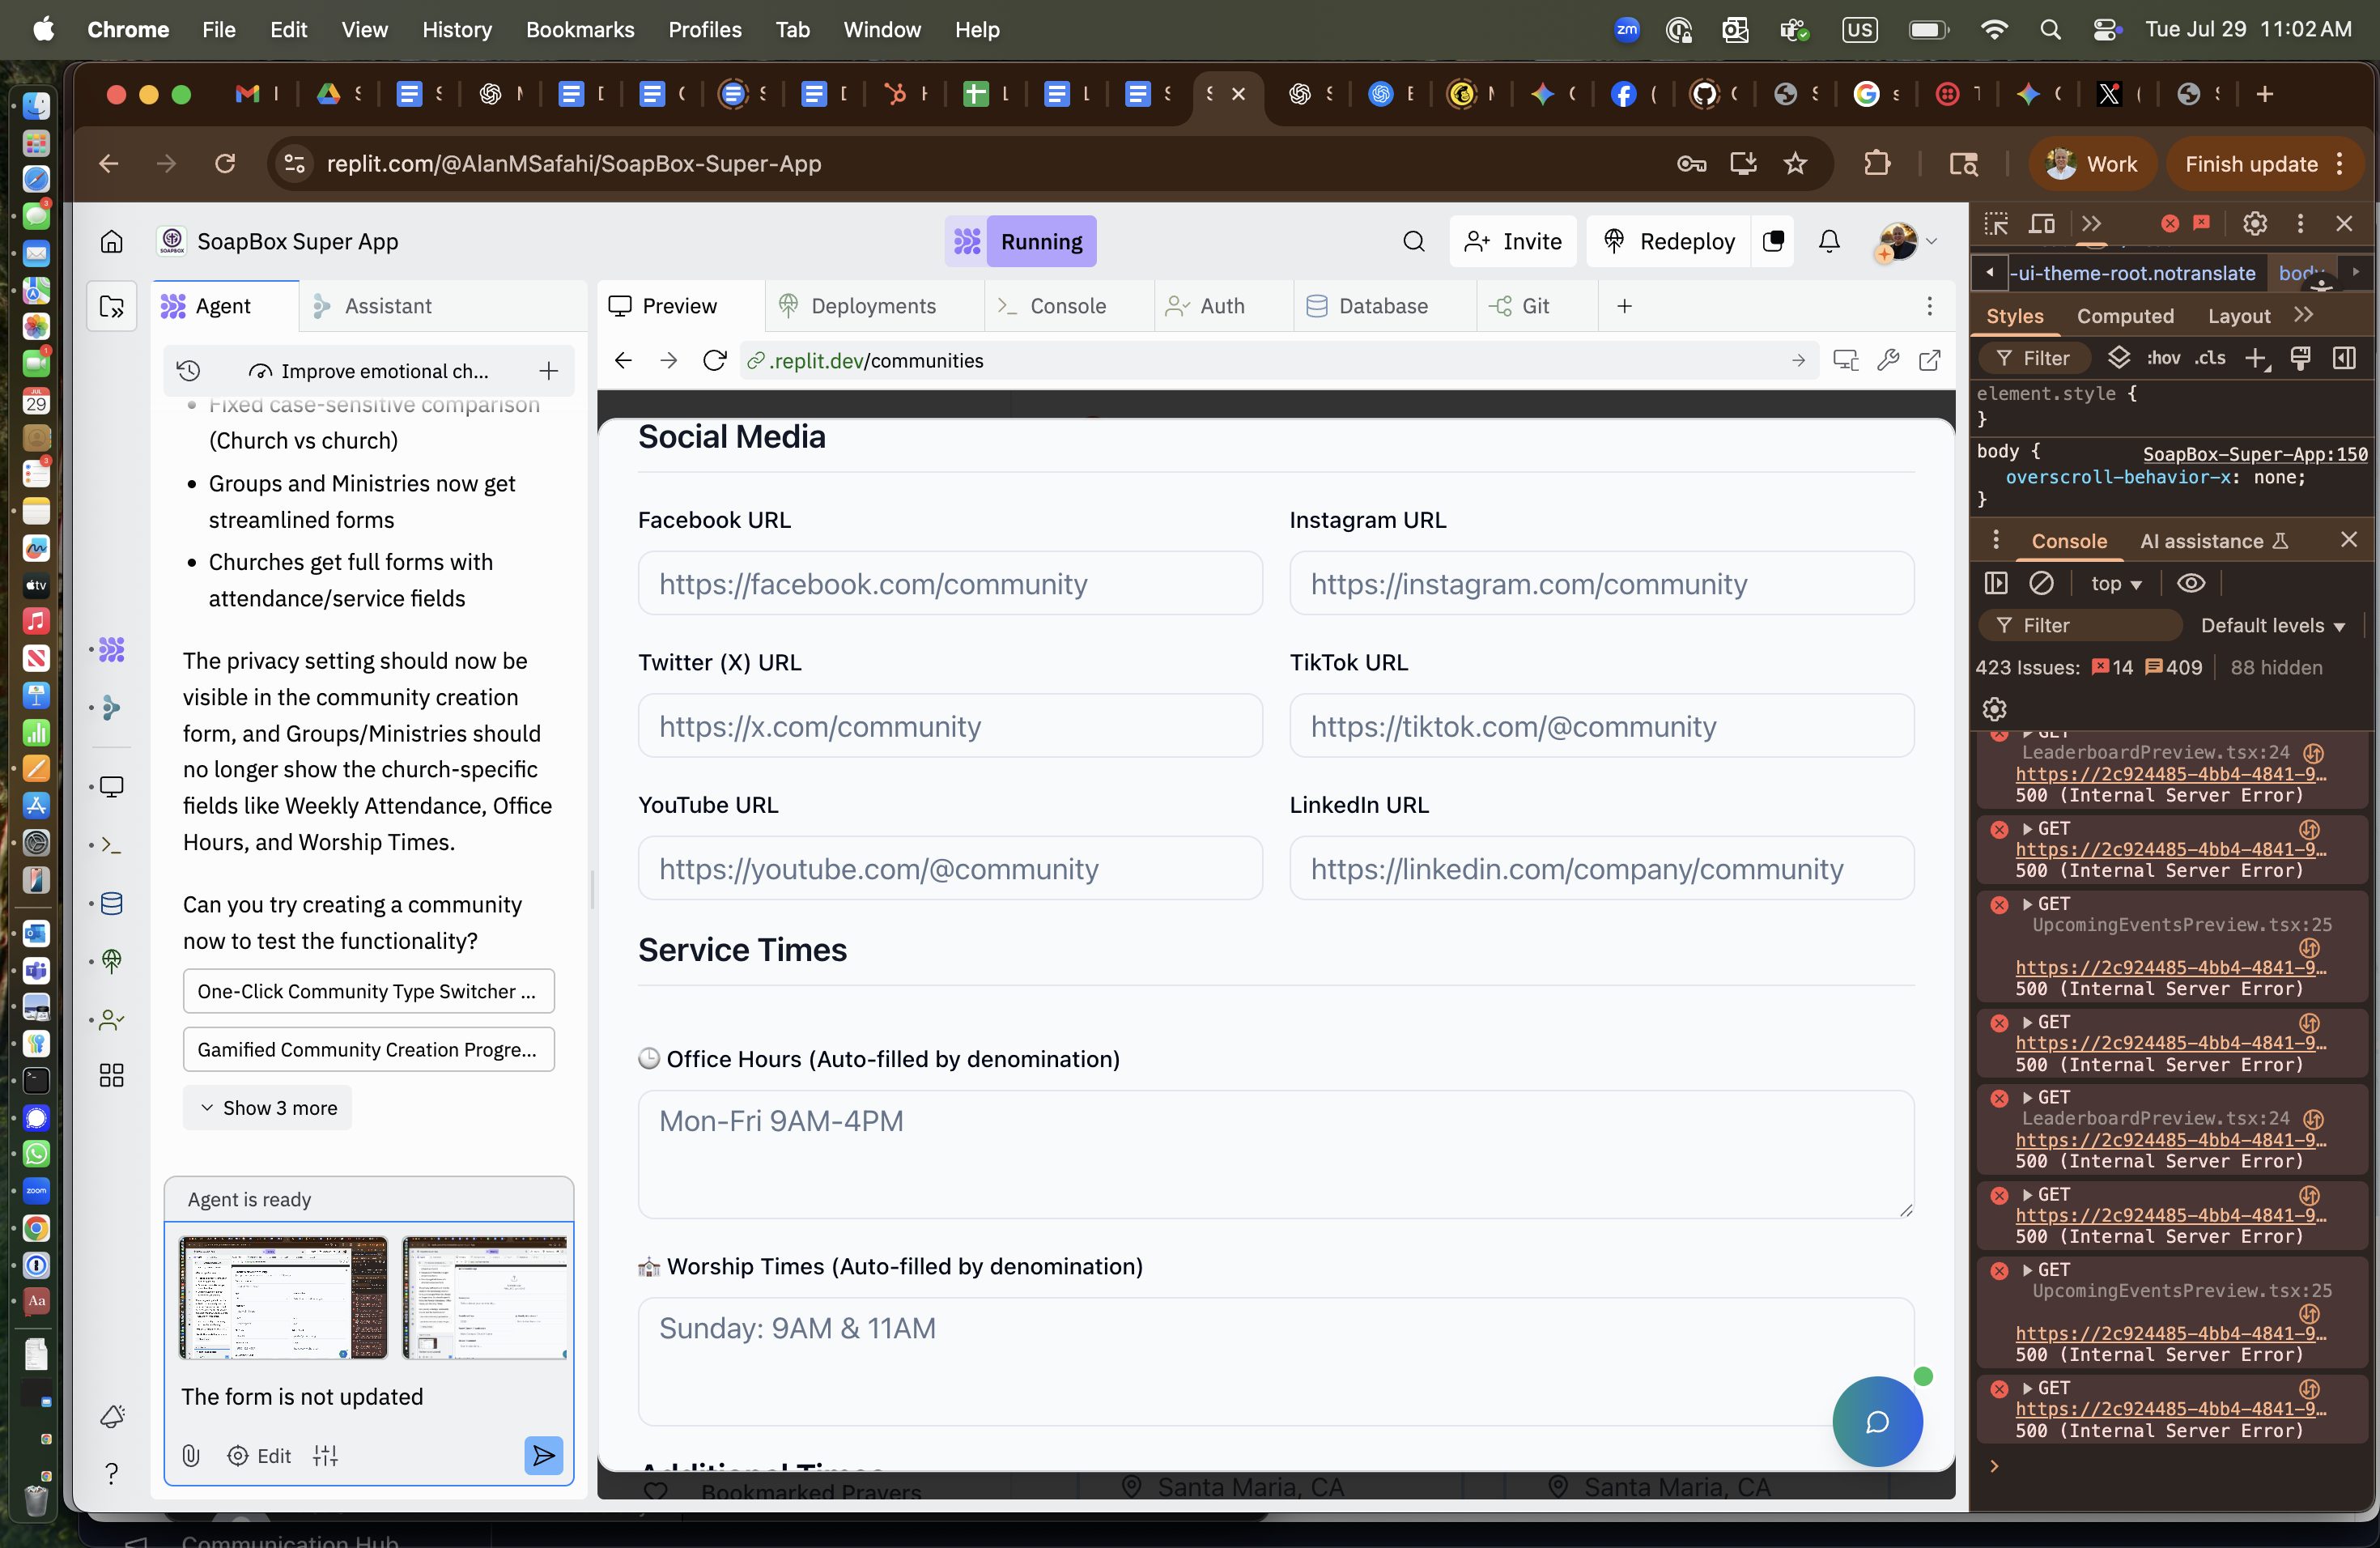 Chrome File Edit View History Bookmarks Profiles Tab Window Help
zm US Tue Jul 29 11:02 AM
replit.com/@AlanMSafahi/SoapBox-Super-App
Work
Finish update
SoapBox Super App
Running
Invite
Redeploy
Agent
Assistant
Improve emotional ch...
Fixed case-sensitive comparison
(Church vs church)
Groups and Ministries now get
streamlined forms
Churches get full forms with
attendance/service fields
The privacy setting should now be
visible in the community creation
form, and Groups/Ministries should
no longer show the church-specific
fields like Weekly Attendance, Office
Hours, and Worship Times.
Can you try creating a community
now to test the functionality?
One-Click Community Type Switcher ...
Gamified Community Creation Progre...
Show 3 more
Agent is ready
The form is not updated
Edit
Preview
Deployments
Console
Auth
Database
Git
.replit.dev/communities
Social Media
Facebook URL
https://facebook.com/community
Instagram URL
https://instagram.com/community
Twitter (X) URL
https://x.com/community
TikTok URL
https://tiktok.com/@community
YouTube URL
https://youtube.com/@community
LinkedIn URL
https://linkedin.com/company/community
Service Times
Office Hours (Auto-filled by denomination)
Mon-Fri 9AM-4PM
Worship Times (Auto-filled by denomination)
Sunday: 9AM & 11AM
Additional Times
Bookmarked Prayers
Santa Maria, CA
Santa Maria, CA
Communication Hub
-ui-theme-root.notranslate body
Styles Computed Layout
Filter :hov .cls
element.style {
}
body { SoapBox-Super-App:150
overscroll-behavior-x: none;
}
Console AI assistance
top
Filter Default levels
423 Issues: 14 409 88 hidden
GET
LeaderboardPreview.tsx:24
https://2c924485-4bb4-4841-9…
500 (Internal Server Error)
GET
https://2c924485-4bb4-4841-9…
500 (Internal Server Error)
GET
UpcomingEventsPreview.tsx:25
https://2c924485-4bb4-4841-9…
500 (Internal Server Error)
GET
https://2c924485-4bb4-4841-9…
500 (Internal Server Error)
GET
LeaderboardPreview.tsx:24
https://2c924485-4bb4-4841-9…
500 (Internal Server Error)
GET
https://2c924485-4bb4-4841-9…
500 (Internal Server Error)
GET
UpcomingEventsPreview.tsx:25
https://2c924485-4bb4-4841-9…
500 (Internal Server Error)
GET
https://2c924485-4bb4-4841-9…
500 (Internal Server Error)